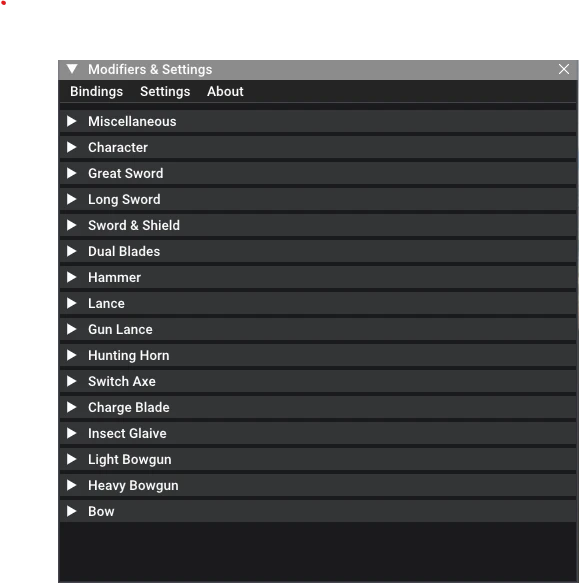 Modifiers & Settings
Bindings Settings About
Miscellaneous
Character
Great Sword
Long Sword
Sword & Shield
Dual Blades
Hammer
Lance
Gun Lance
Hunting Horn
Switch Axe
Charge Blade
Insect Glaive
Light Bowgun
Heavy Bowgun
Bow